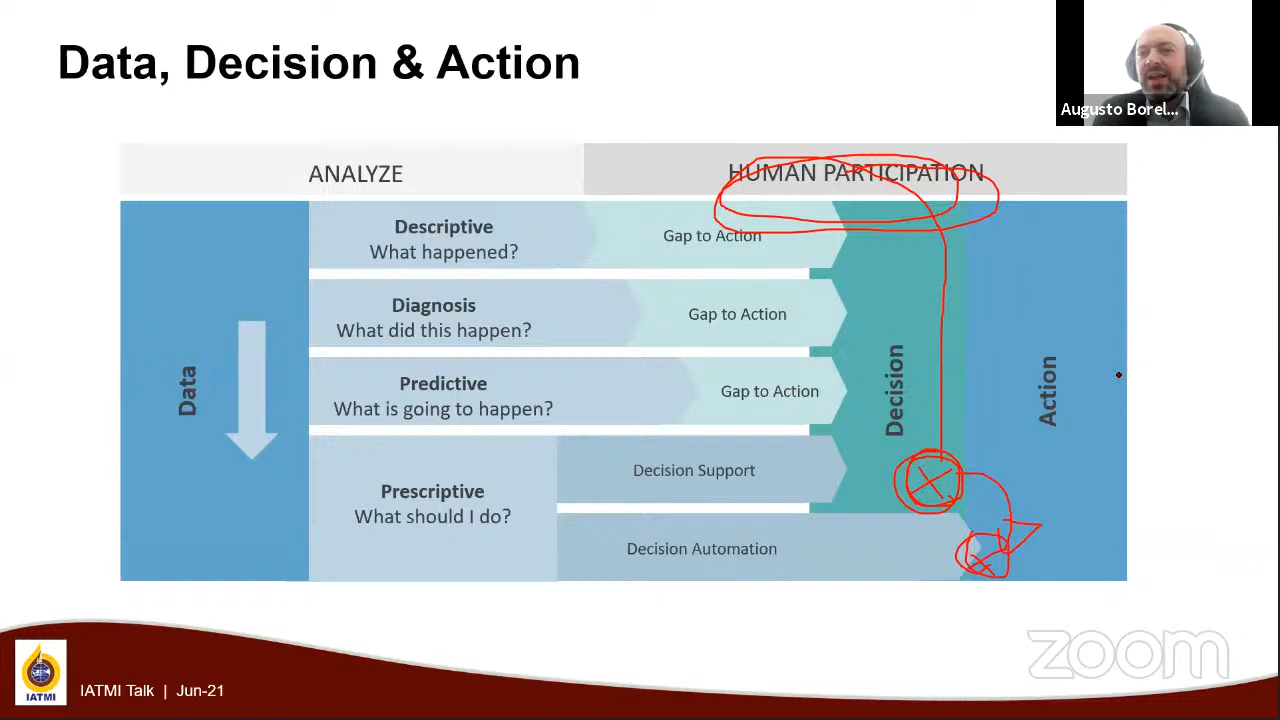 Data, Decision & Action
Augusto Borel...
ANALYZE
HUMAN PARTICIPATION
Descriptive
What happened?
Gap to Action
Diagnosis
What did this happen?
Gap to Action
Data
Predictive
What is going to happen?
Gap to Action
Decision
Action
Prescriptive
What should I do?
Decision Support
Decision Automation
zoom
IATMI
IATMI Talk | Jun-21